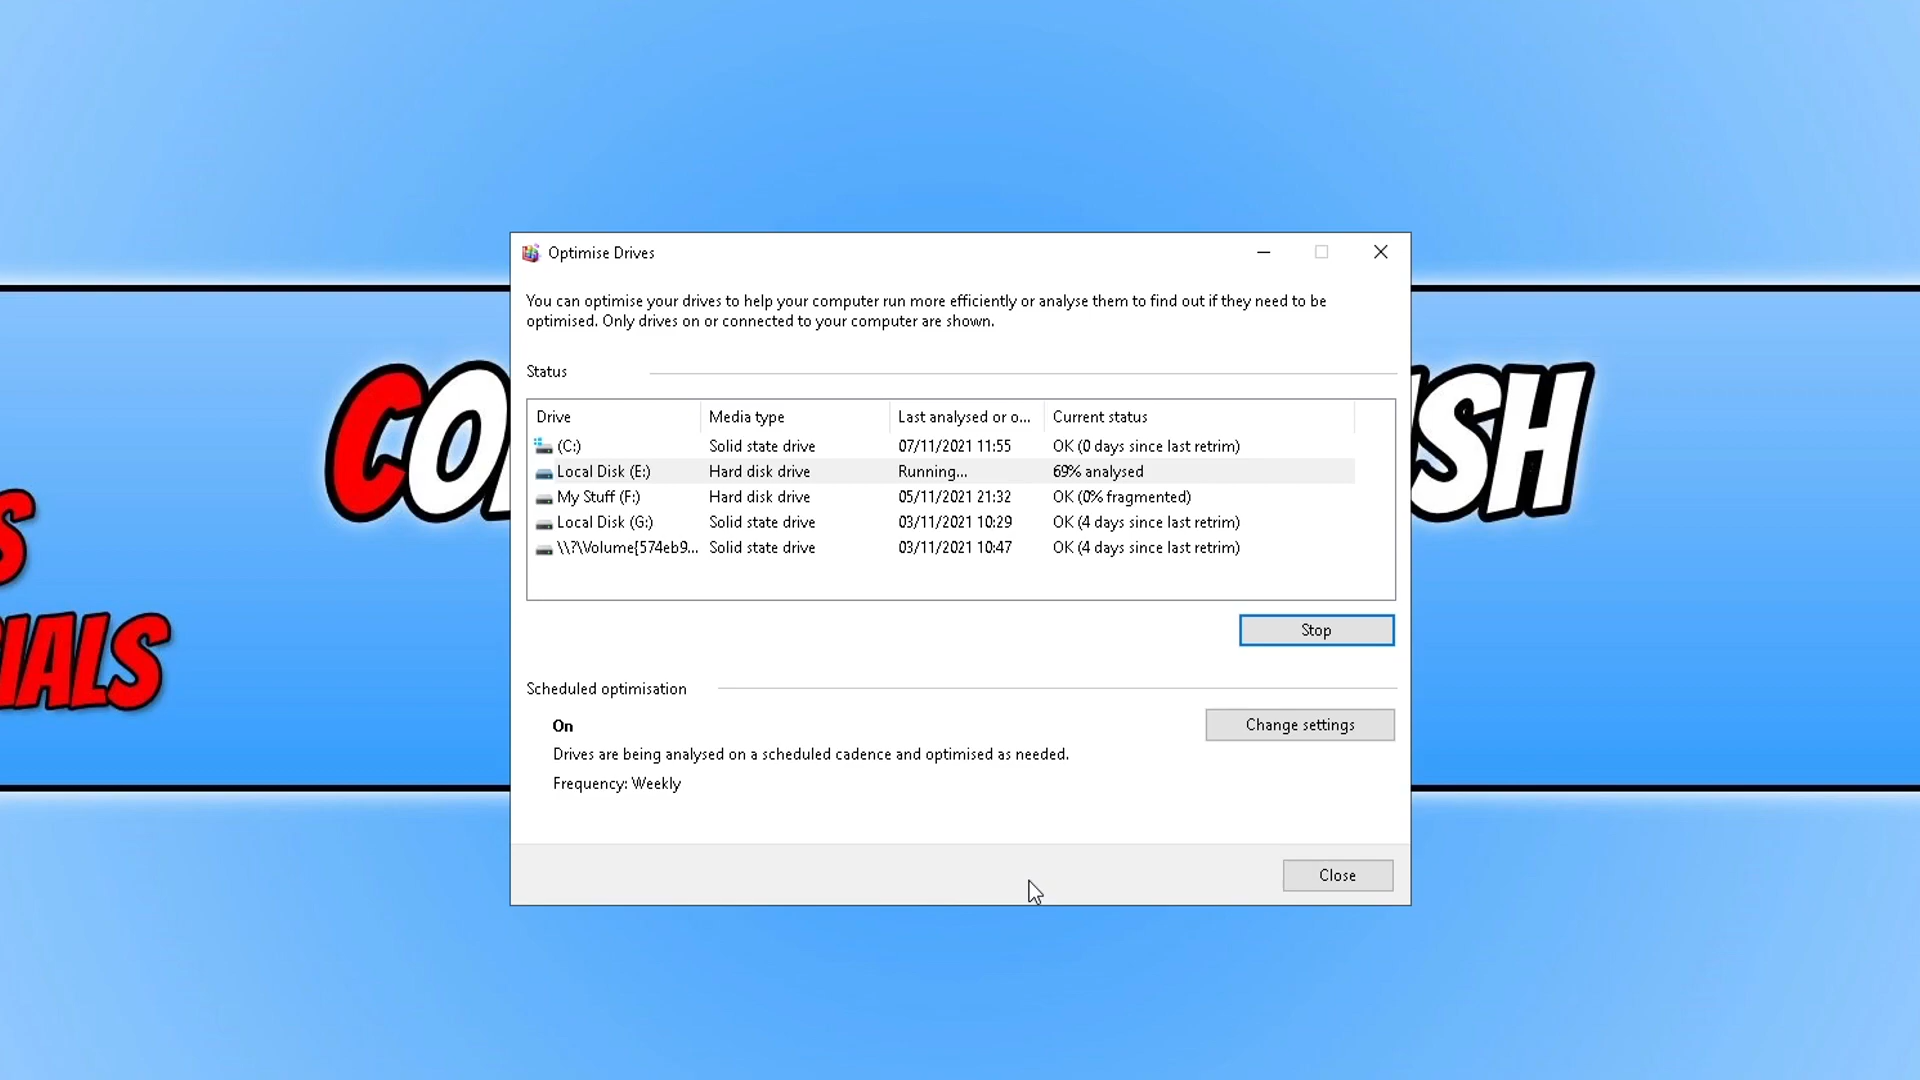 Optimise Drives
You can optimise your drives to help your computer run more efficiently or analyse them to find out if they need to be
optimised. Only drives on or connected to your computer are shown.
Status
Drive Media type Last analysed or o... Current status
(C:) Solid state drive 07/11/2021 11:55 OK (0 days since last retrim)
Local Disk (E:) Hard disk drive Running... 69% analysed
My Stuff (F:) Hard disk drive 05/11/2021 21:32 OK (0% fragmented)
Local Disk (G:) Solid state drive 03/11/2021 10:29 OK (4 days since last retrim)
\\?\Volume{574eb9... Solid state drive 03/11/2021 10:47 OK (4 days since last retrim)
Stop
Scheduled optimisation
On
Change settings
Drives are being analysed on a scheduled cadence and optimised as needed.
Frequency: Weekly
Close
CO
SH
S
IALS